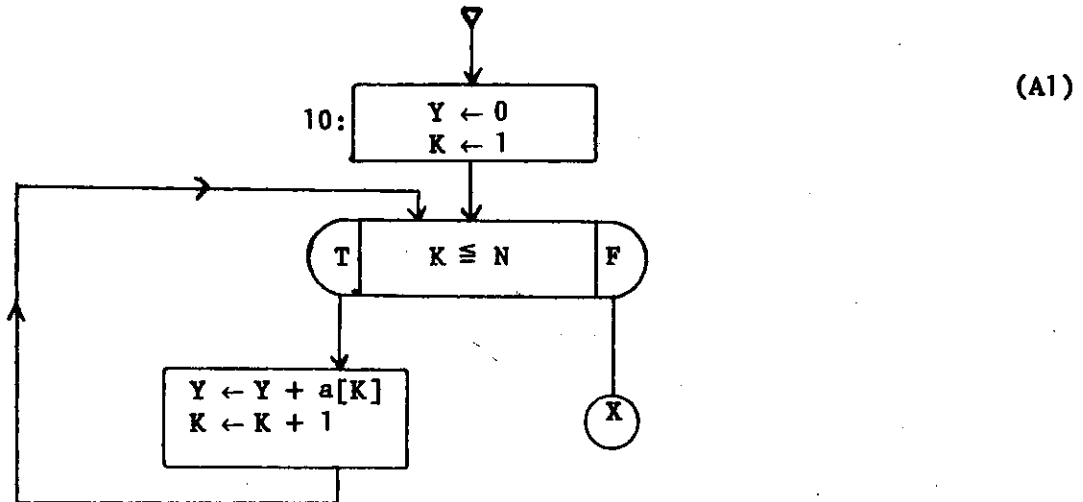 (A1)
10:
Y ← 0
K ← 1
T K ≦ N F
Y ← Y + a[K]
K ← K + 1
X